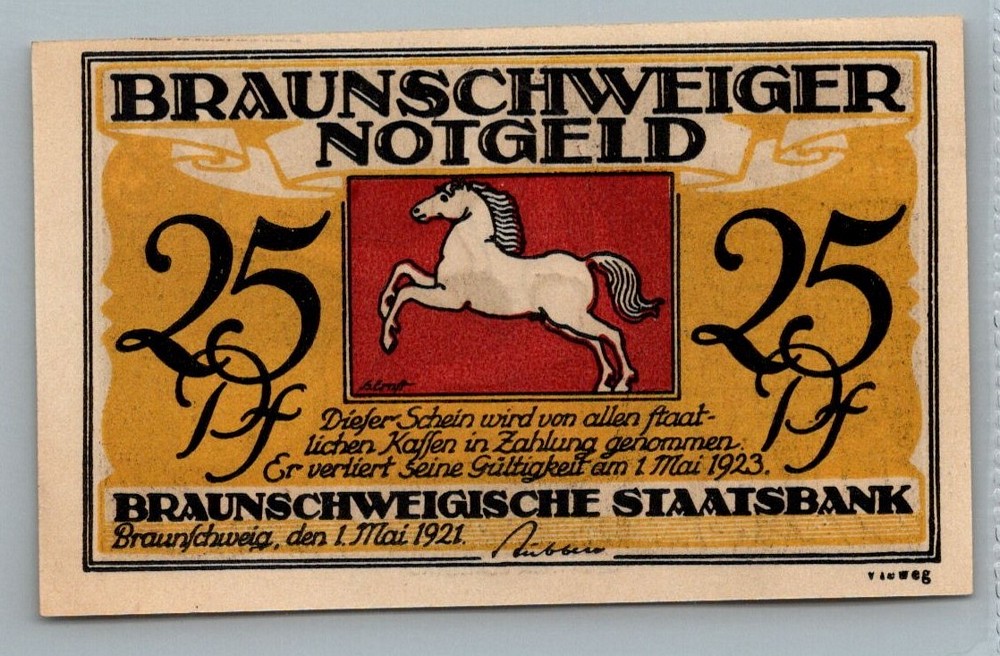 BRAUNSCHWEIGER
NOTGELD
25 25
Pf Pf
Dieſer Schein wird von allen ſtaat-
lichen Kaſſen in Zahlung genommen.
Er verliert ſeine Gültigkeit am 1. Mai 1923.
BRAUNSCHWEIGISCHE STAATSBANK
Braunſchweig, den 1. Mai 1921.
Vieweg